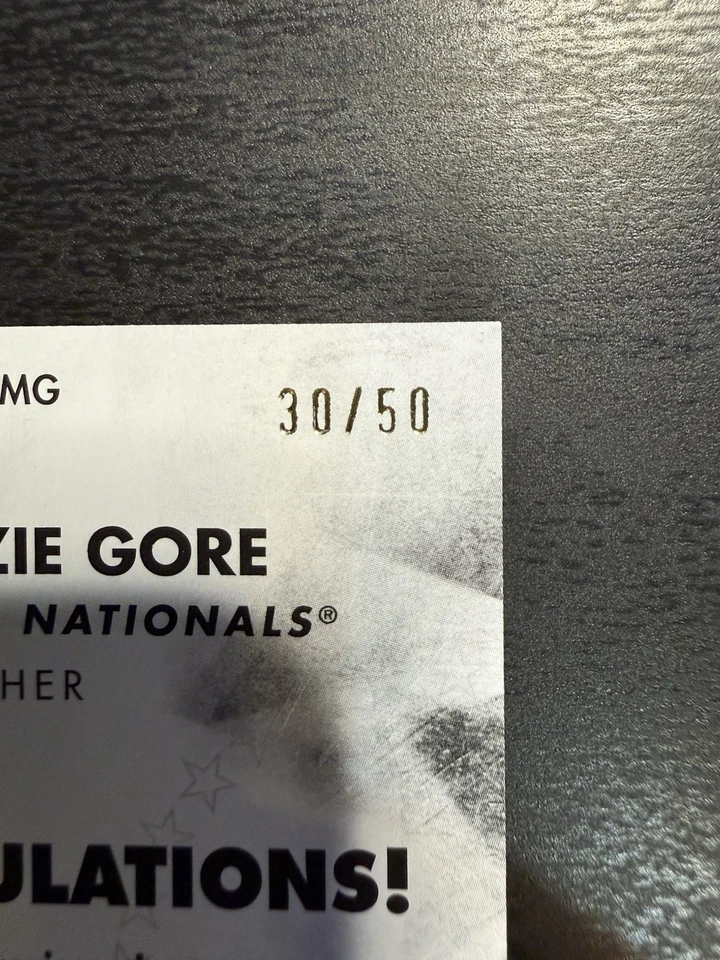 MG
30/50
ZIE GORE
NATIONALS®
HER
ULATIONS!